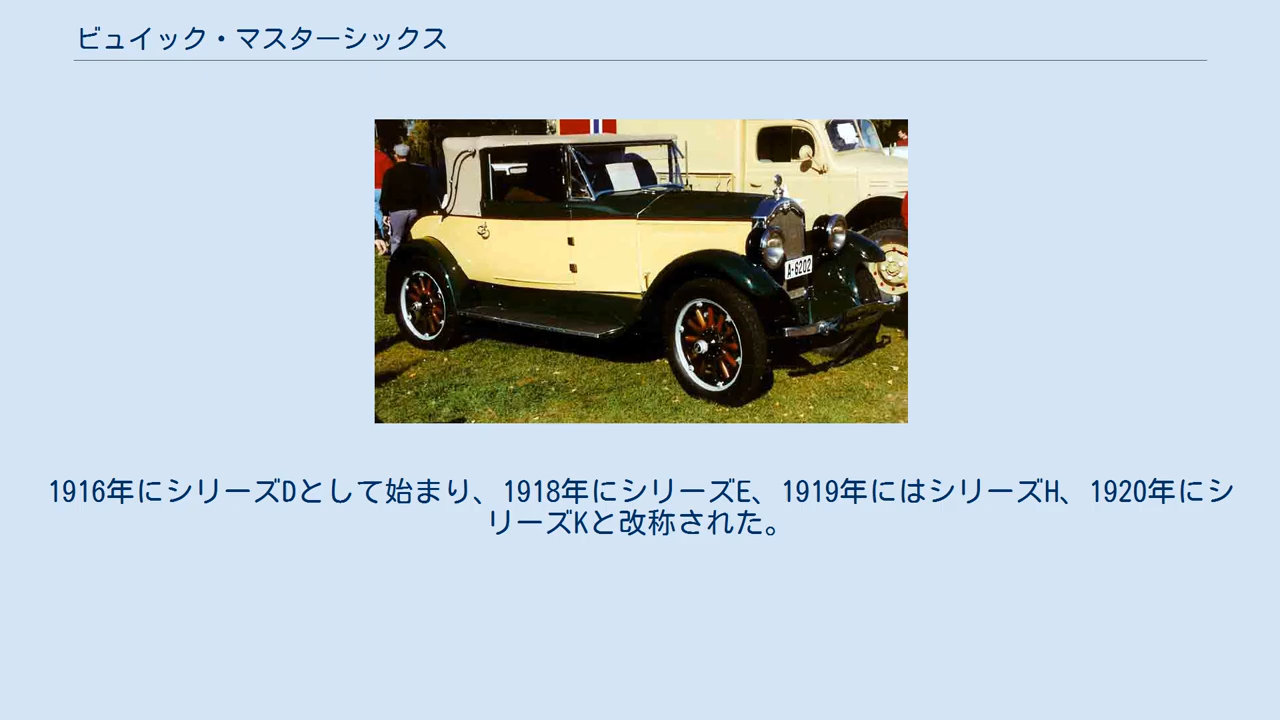 ビュイック・マスターシックス
A-6202
1916年にシリーズDとして始まり、1918年にシリーズE、1919年にはシリーズH、1920年にシ
リーズKと改称された。